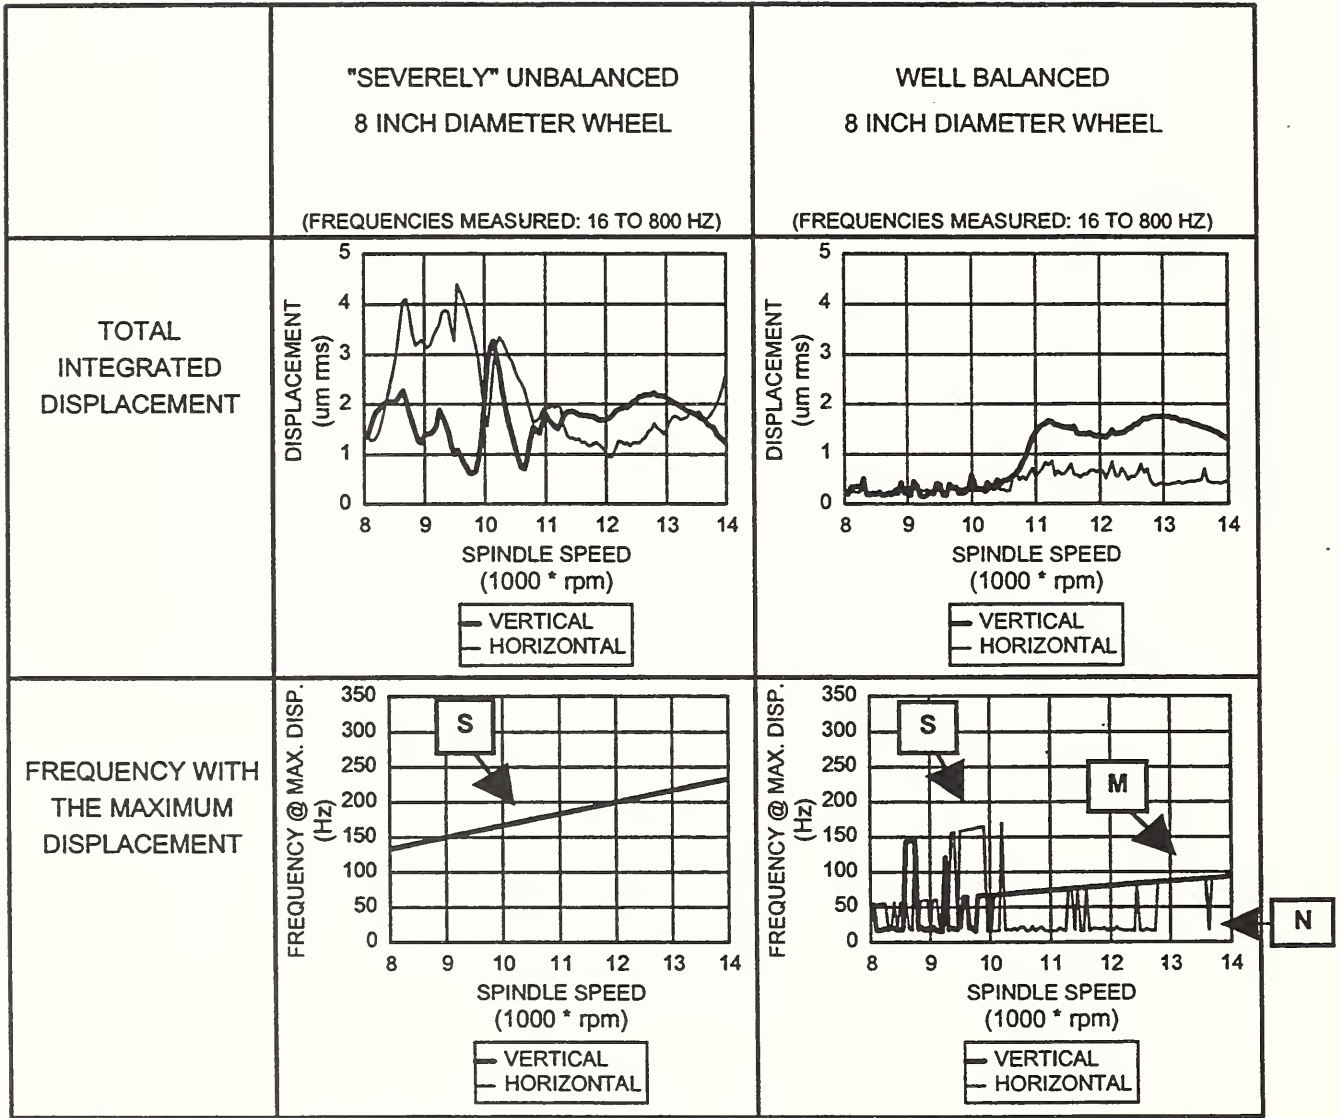 "SEVERELY" UNBALANCED
8 INCH DIAMETER WHEEL
(FREQUENCIES MEASURED: 16 TO 800 HZ)
WELL BALANCED
8 INCH DIAMETER WHEEL
(FREQUENCIES MEASURED: 16 TO 800 HZ)
TOTAL
INTEGRATED
DISPLACEMENT
DISPLACEMENT
(um rms)
5
4
3
2
1
0
8 9 10 11 12 13 14
SPINDLE SPEED
(1000 * rpm)
VERTICAL
HORIZONTAL
DISPLACEMENT
(um rms)
5
4
3
2
1
0
8 9 10 11 12 13 14
SPINDLE SPEED
(1000 * rpm)
VERTICAL
HORIZONTAL
FREQUENCY WITH
THE MAXIMUM
DISPLACEMENT
FREQUENCY @ MAX. DISP.
(Hz)
350
300
250
200
150
100
50
0
S
8 9 10 11 12 13 14
SPINDLE SPEED
(1000 * rpm)
VERTICAL
HORIZONTAL
FREQUENCY @ MAX. DISP.
(Hz)
350
300
250
200
150
100
50
0
S
M
N
8 9 10 11 12 13 14
SPINDLE SPEED
(1000 * rpm)
VERTICAL
HORIZONTAL